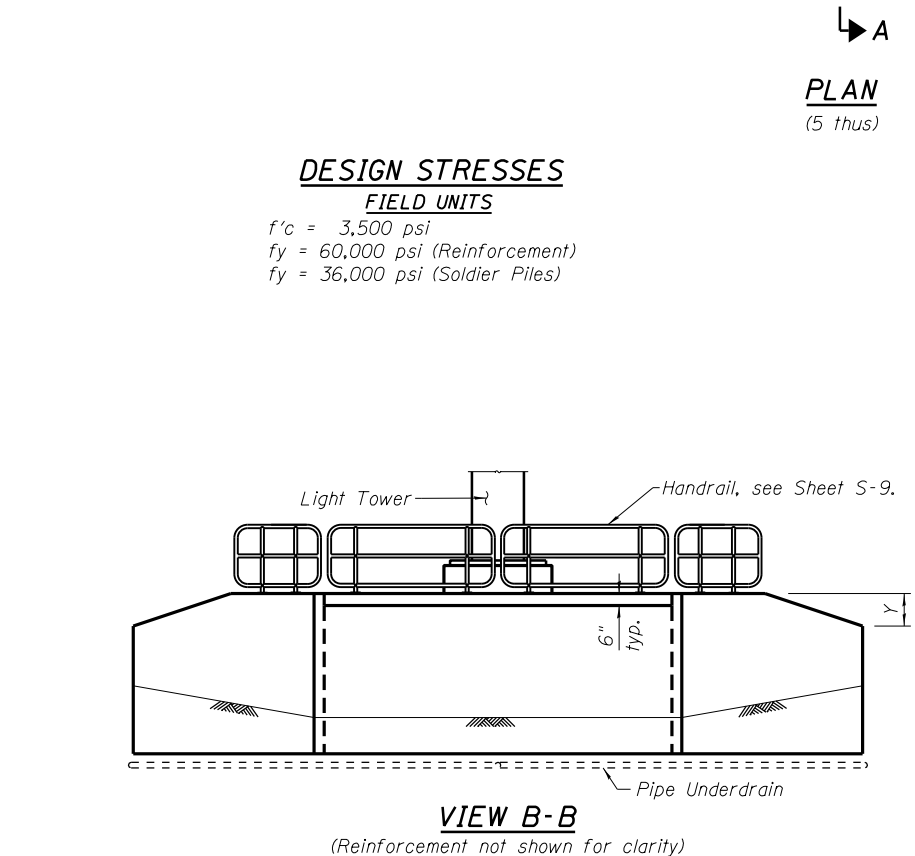 A
PLAN
(5 thus)
DESIGN STRESSES
FIELD UNITS
f'c = 3,500 psi
fy = 60,000 psi (Reinforcement)
fy = 36,000 psi (Soldier Piles)
Light Tower
Handrail, see Sheet S-9.
6"
typ.
Y
Pipe Underdrain
VIEW B-B
(Reinforcement not shown for clarity)